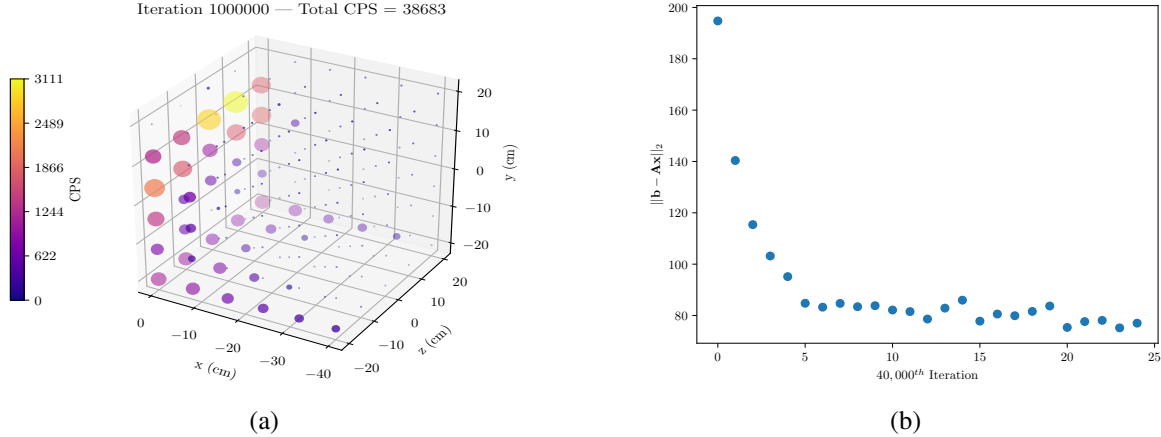 Iteration 1000000 — Total CPS = 38683
3111
2489
1866
1244
622
0
CPS
20
10
0
−10
−20
y (cm)
0
−10
−20
−30
−40
x (cm)
20
10
0
−10
−20
z (cm)
(a)
200
180
160
140
120
100
80
||b − Ax||₂
0 5 10 15 20 25
40,000ᵗʰ Iteration
(b)